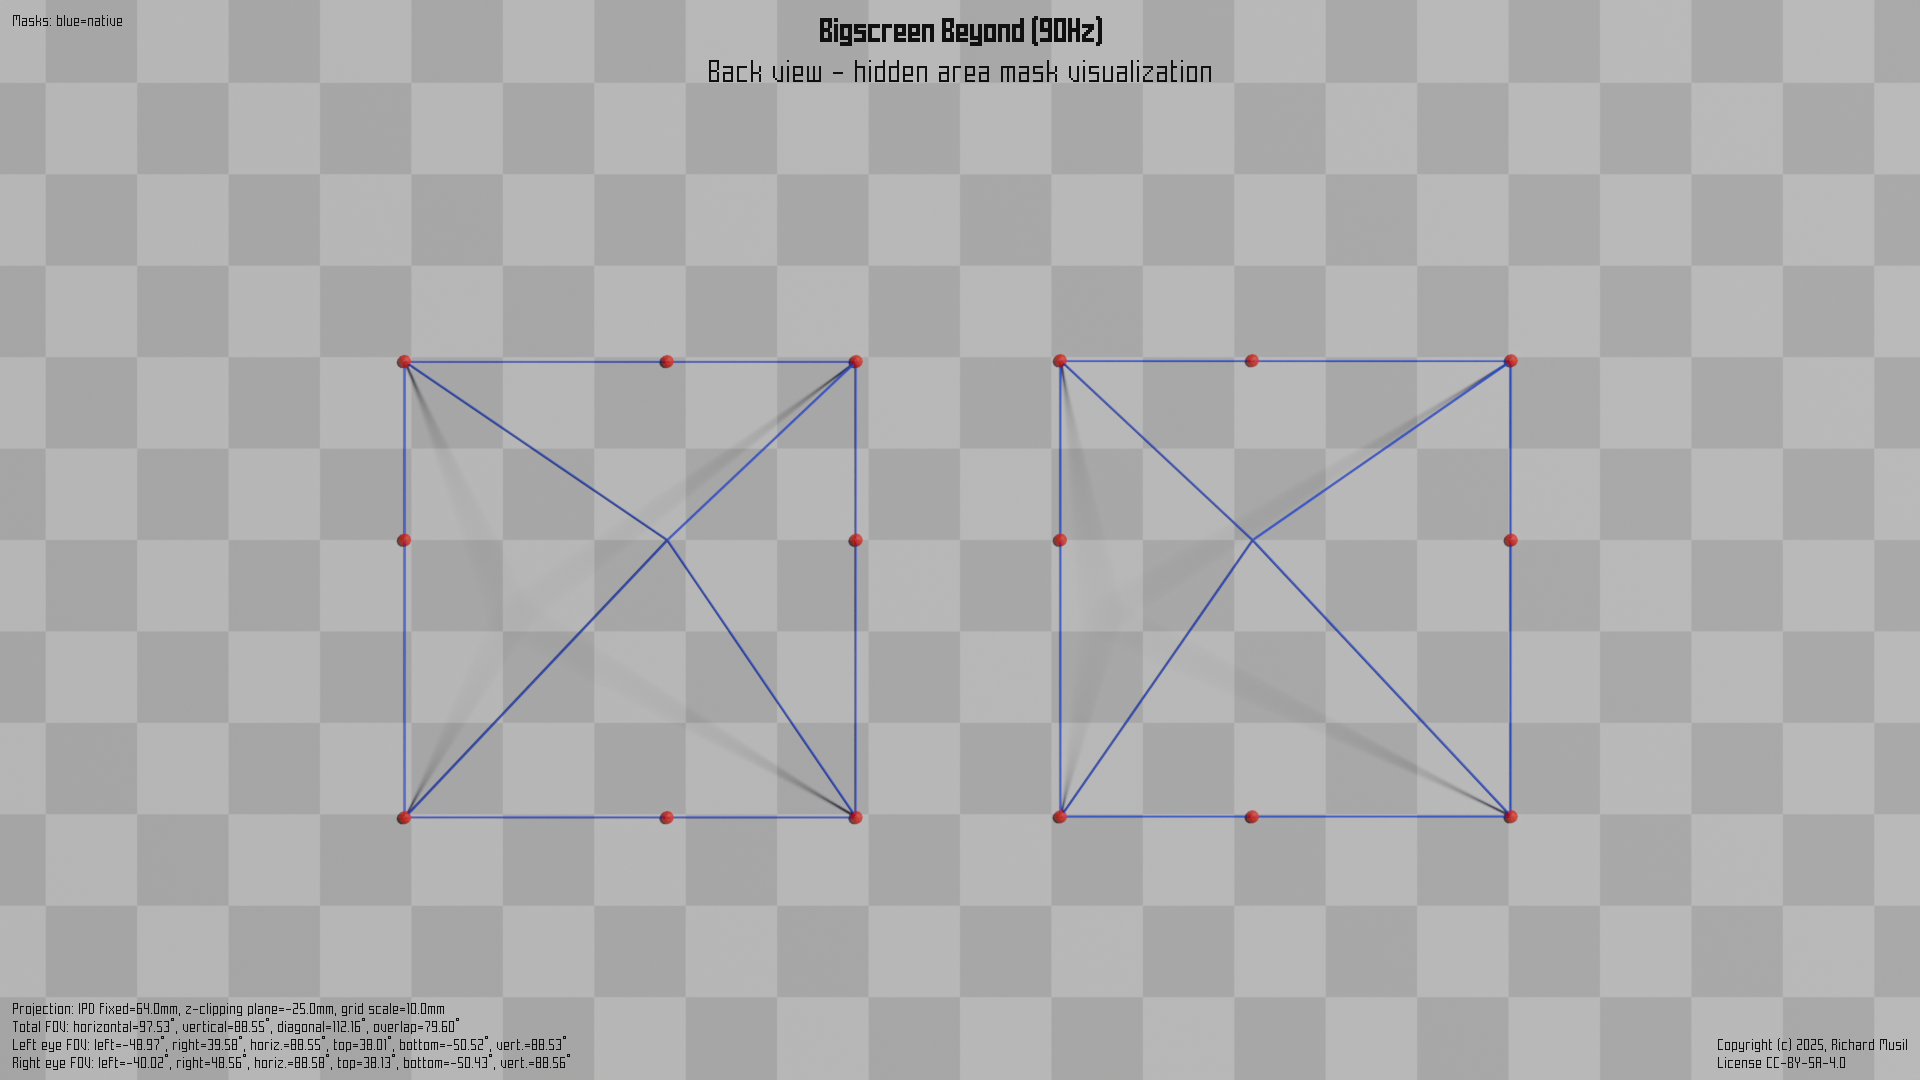 Masks: blue=native
Bigscreen Beyond (90Hz)
Back view - hidden area mask visualization
Projection: IPD fixed=64.0mm, z-clipping plane=-25.0mm, grid scale=10.0mm
Total FOV: horizontal=97.53°, vertical=88.55°, diagonal=112.16°, overlap=79.60°
Left eye FOV: left=-48.97°, right=39.58°, horiz.=88.55°, top=38.01°, bottom=-50.52°, vert.=88.53°
Right eye FOV: left=-40.02°, right=48.56°, horiz.=88.58°, top=38.13°, bottom=-50.43°, vert.=88.56°
Copyright (c) 2025, Richard Musil
License CC-BY-SA-4.0